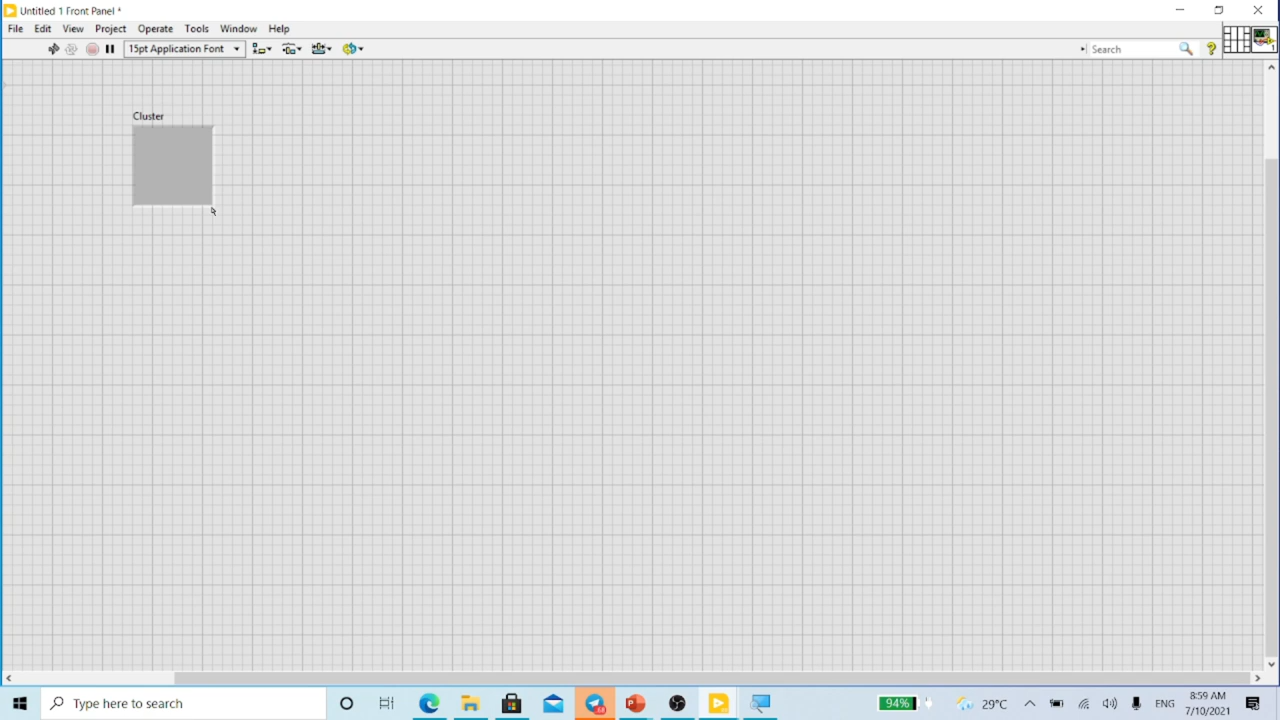 Untitled 1 Front Panel *
File Edit View Project Operate Tools Window Help
15pt Application Font
Search
?
1
Cluster
Type here to search
94%
29°C
ENG
8:59 AM
7/10/2021